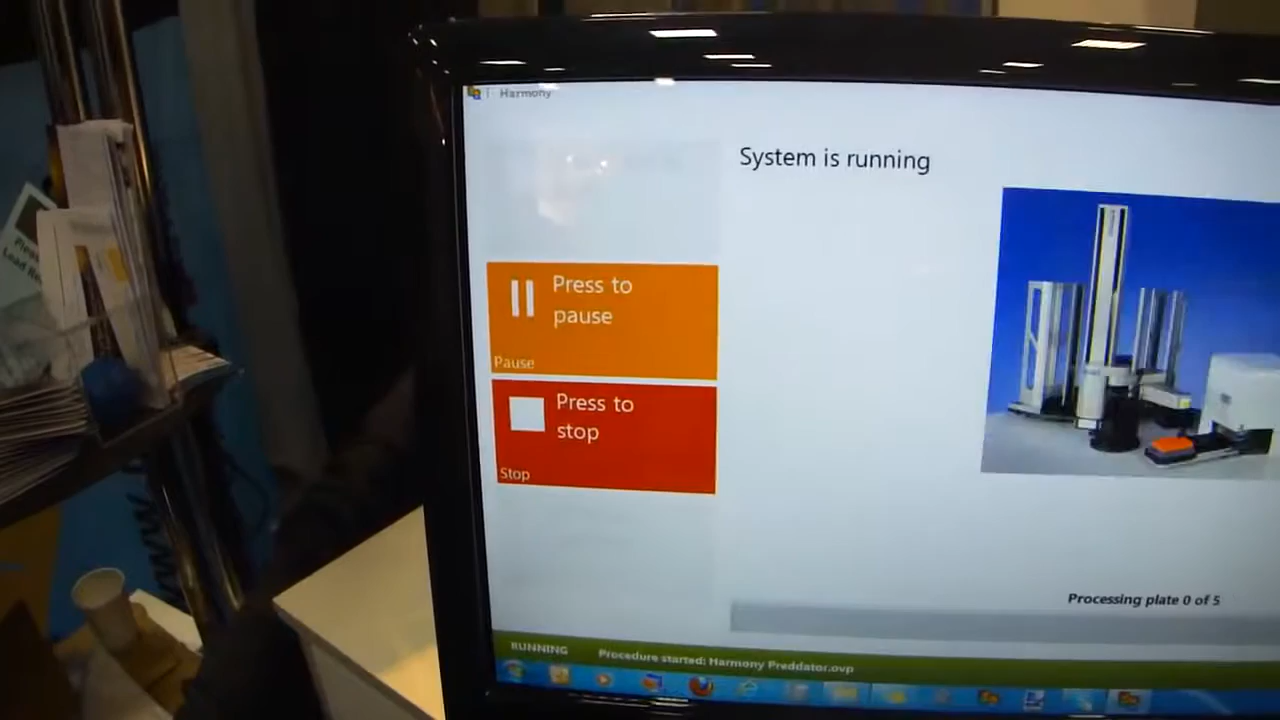 Harmony
System is running
Press to
pause
Pause
Press to
stop
Stop
Processing plate 0 of 5
RUNNING
Procedure started: Harmony Preddator.ovp
Load